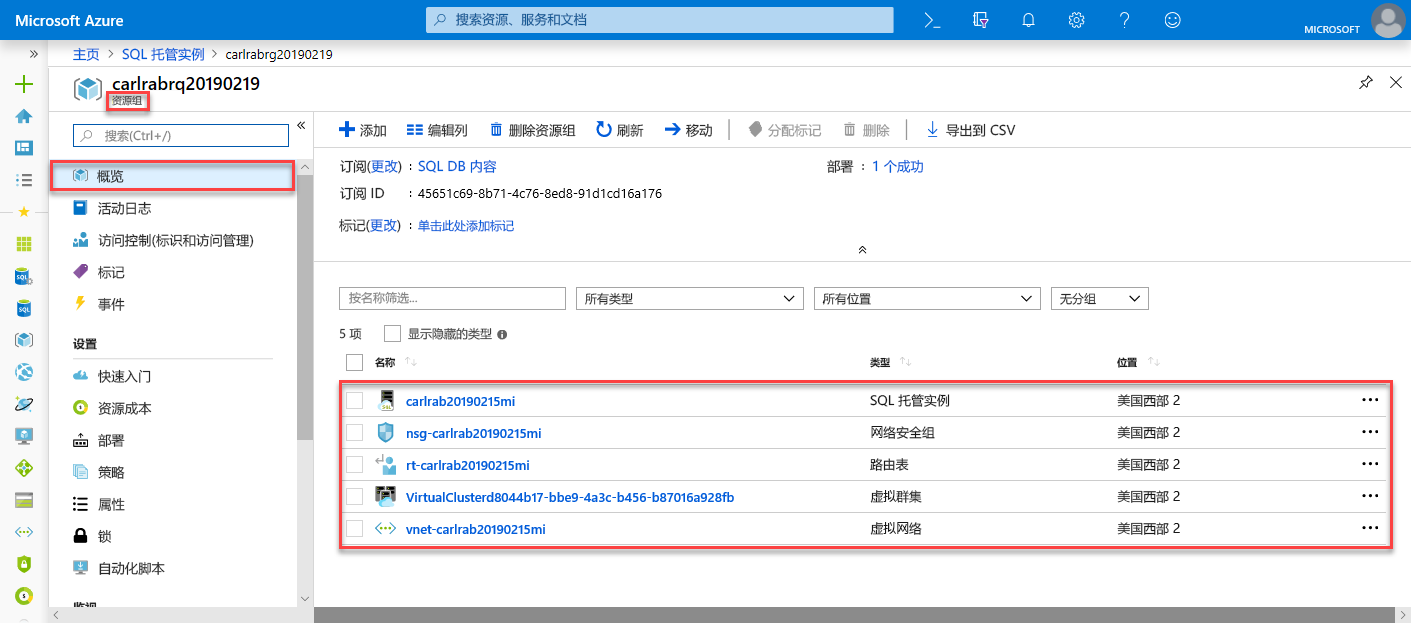 Microsoft Azure
搜索资源、服务和文档
MICROSOFT
主页 > SQL 托管实例 > carlrabrg20190219
carlrabrq20190219
资源组
搜索(Ctrl+/)
概览
活动日志
访问控制(标识和访问管理)
标记
事件
设置
快速入门
资源成本
部署
策略
属性
锁
自动化脚本
监视
添加 编辑列 删除资源组 刷新 移动 分配标记 删除 导出到 CSV
订阅(更改) : SQL DB 内容 部署 : 1 个成功
订阅 ID : 45651c69-8b71-4c76-8ed8-91d1cd16a176
标记(更改) : 单击此处添加标记
按名称筛选... 所有类型 所有位置 无分组
5 项 显示隐藏的类型
名称 类型 位置
carlrab20190215mi SQL 托管实例 美国西部 2
nsg-carlrab20190215mi 网络安全组 美国西部 2
rt-carlrab20190215mi 路由表 美国西部 2
VirtualClusterd8044b17-bbe9-4a3c-b456-b87016a928fb 虚拟群集 美国西部 2
vnet-carlrab20190215mi 虚拟网络 美国西部 2